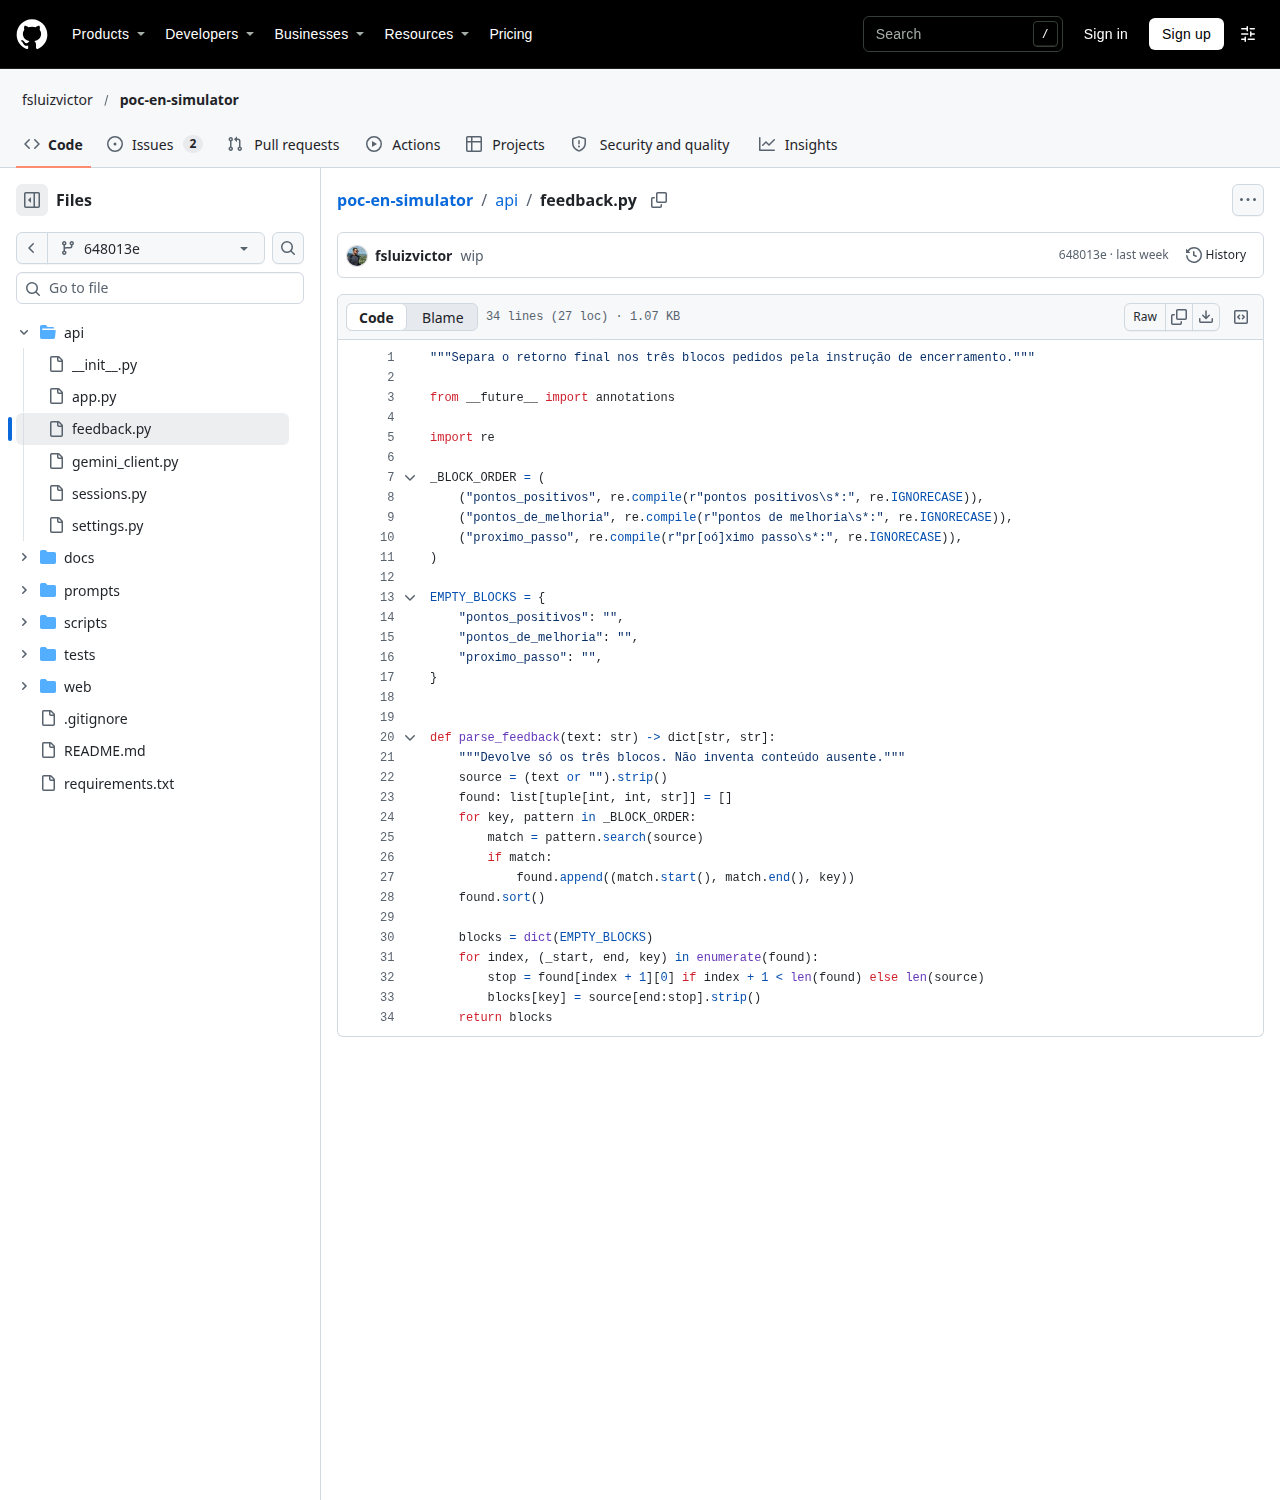 Products Developers Businesses Resources Pricing Search / Sign in Sign up
fsluizvictor / poc-en-simulator
Code Issues 2 Pull requests Actions Projects Security and quality Insights
Files
648013e
Go to file
api
__init__.py
app.py
feedback.py
gemini_client.py
sessions.py
settings.py
docs
prompts
scripts
tests
web
.gitignore
README.md
requirements.txt
poc-en-simulator / api / feedback.py
fsluizvictor wip 648013e · last week History
Code Blame 34 lines (27 loc) · 1.07 KB Raw
1 """Separa o retorno final nos três blocos pedidos pela instrução de encerramento."""
2
3 from __future__ import annotations
4
5 import re
6
7 _BLOCK_ORDER = (
8     ("pontos_positivos", re.compile(r"pontos positivos\s*:", re.IGNORECASE)),
9     ("pontos_de_melhoria", re.compile(r"pontos de melhoria\s*:", re.IGNORECASE)),
10     ("proximo_passo", re.compile(r"pr[oó]ximo passo\s*:", re.IGNORECASE)),
11 )
12
13 EMPTY_BLOCKS = {
14     "pontos_positivos": "",
15     "pontos_de_melhoria": "",
16     "proximo_passo": "",
17 }
18
19
20 def parse_feedback(text: str) -> dict[str, str]:
21     """Devolve só os três blocos. Não inventa conteúdo ausente."""
22     source = (text or "").strip()
23     found: list[tuple[int, int, str]] = []
24     for key, pattern in _BLOCK_ORDER:
25         match = pattern.search(source)
26         if match:
27             found.append((match.start(), match.end(), key))
28     found.sort()
29
30     blocks = dict(EMPTY_BLOCKS)
31     for index, (_start, end, key) in enumerate(found):
32         stop = found[index + 1][0] if index + 1 < len(found) else len(source)
33         blocks[key] = source[end:stop].strip()
34     return blocks